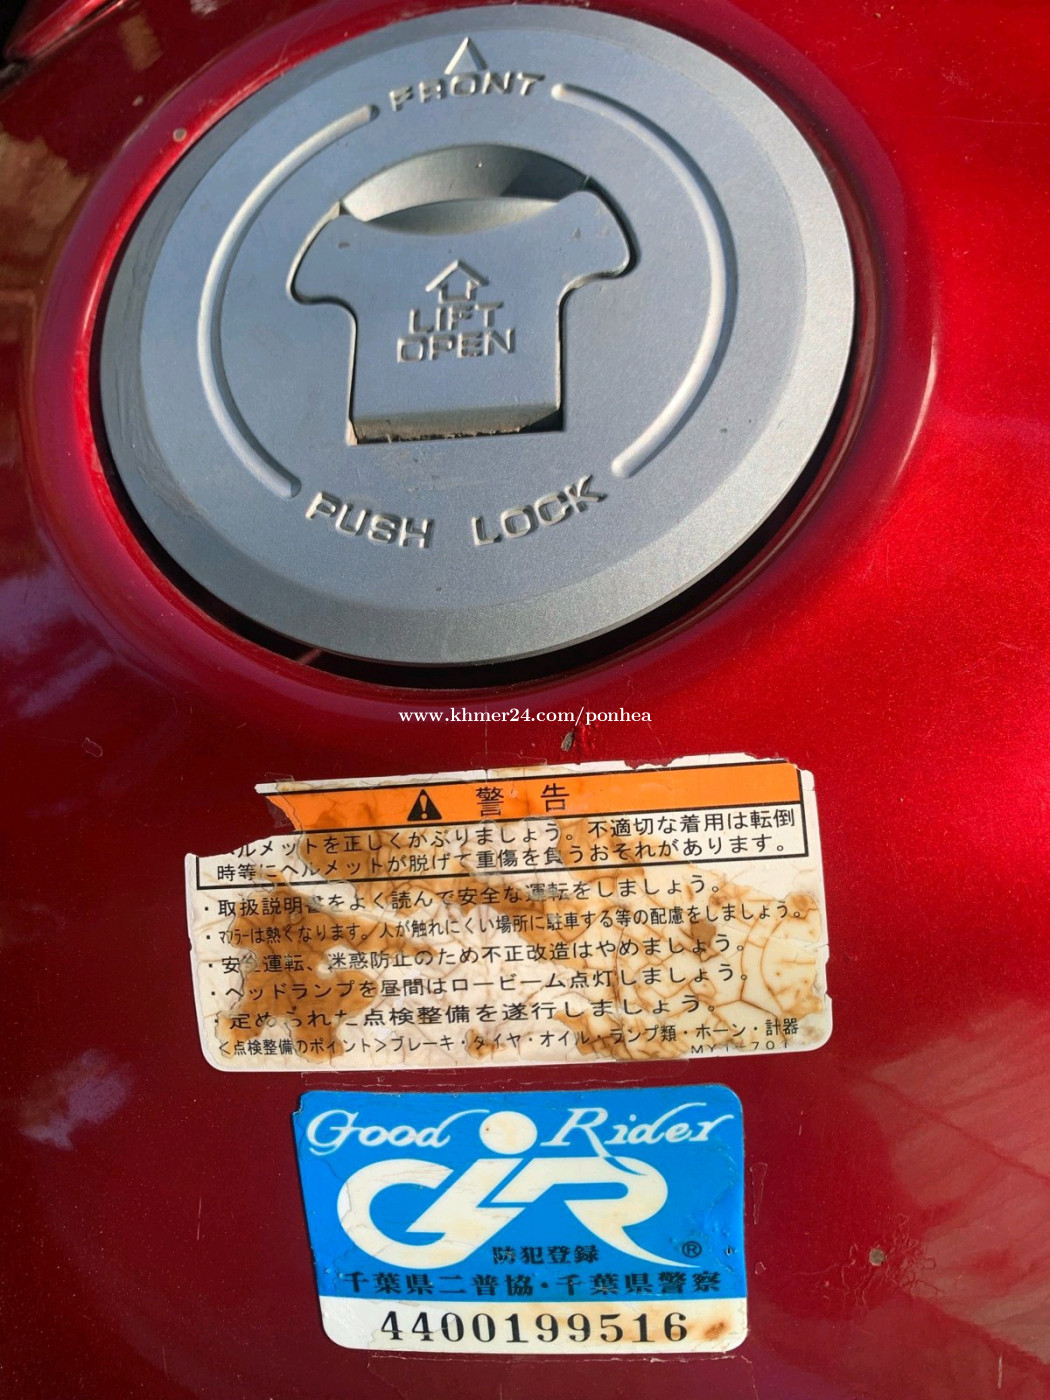 FRONT
LIFT
OPEN
PUSH LOCK
www.khmer24.com/ponhea
警告
ルメットを正しくかぶりましょう。不適切な着用は転倒
時等にヘルメットが脱げて重傷を負うおそれがあります。
・取扱説明書をよく読んで安全な運転をしましょう。
・マフラーは熱くなります。人が触れにくい場所に駐車する等の配慮をしましょう。
・安全運転、迷惑防止のため不正改造はやめましょう。
・ヘッドランプを昼間はロービーム点灯しましょう。
・定められた点検整備を遂行しましょう。
<点検整備のポイント>ブレーキ・タイヤ・オイル・ランプ類・ホーン・計器
Good Rider
GR
防犯登録 ®
千葉県二普協・千葉県警察
4400199516